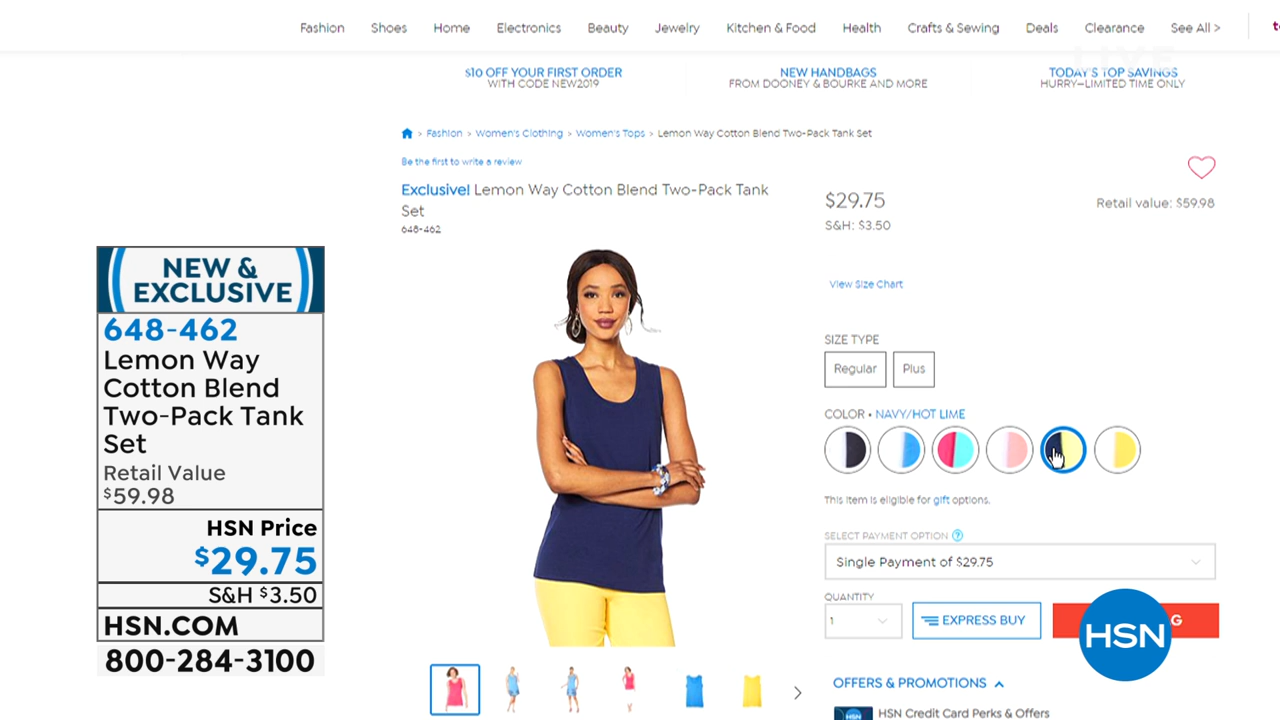 Fashion Shoes Home Electronics Beauty Jewelry Kitchen & Food Health Crafts & Sewing Deals Clearance See All >
LIVE
$10 OFF YOUR FIRST ORDER
WITH CODE NEW2019
NEW HANDBAGS
FROM DOONEY & BOURKE AND MORE
TODAY'S TOP SAVINGS
HURRY—LIMITED TIME ONLY
> Fashion > Women's Clothing > Women's Tops > Lemon Way Cotton Blend Two-Pack Tank Set
Be the first to write a review
Exclusive! Lemon Way Cotton Blend Two-Pack Tank
Set
648-462
$29.75
Retail value: $59.98
S&H: $3.50
View Size Chart
SIZE TYPE
Regular Plus
COLOR • NAVY/HOT LIME
This item is eligible for gift options.
SELECT PAYMENT OPTION ?
Single Payment of $29.75
QUANTITY
1
EXPRESS BUY
G
HSN
OFFERS & PROMOTIONS
HSN
HSN Credit Card Perks & Offers
NEW &
EXCLUSIVE
648-462
Lemon Way
Cotton Blend
Two-Pack Tank
Set
Retail Value
$59.98
HSN Price
$29.75
S&H $3.50
HSN.COM
800-284-3100